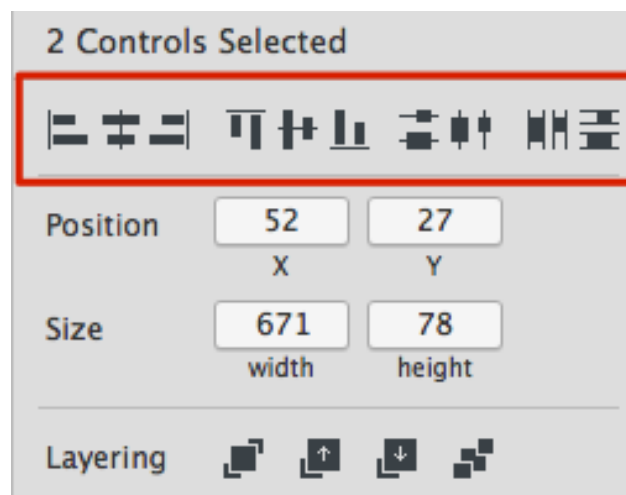 2 Controls Selected
Position 52 27
X Y
Size 671 78
width height
Layering